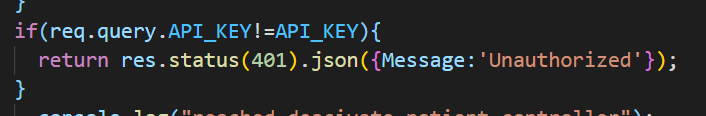 }
if(req.query.API_KEY!=API_KEY){
return res.status(401).json({Message:'Unauthorized'});
}